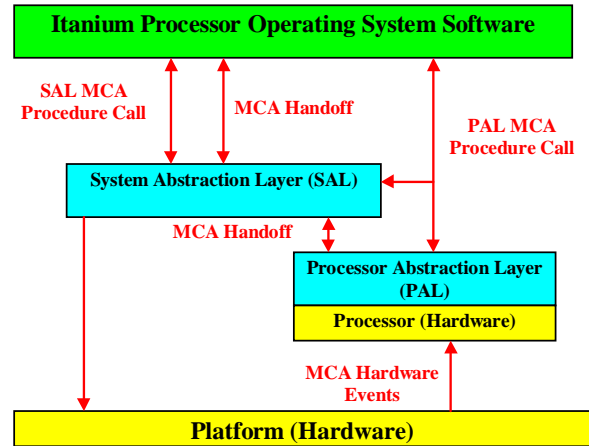 Itanium Processor Operating System Software
SAL MCA
Procedure Call
MCA Handoff
PAL MCA
Procedure Call
System Abstraction Layer (SAL)
MCA Handoff
Processor Abstraction Layer
(PAL)
Processor (Hardware)
MCA Hardware
Events
Platform (Hardware)